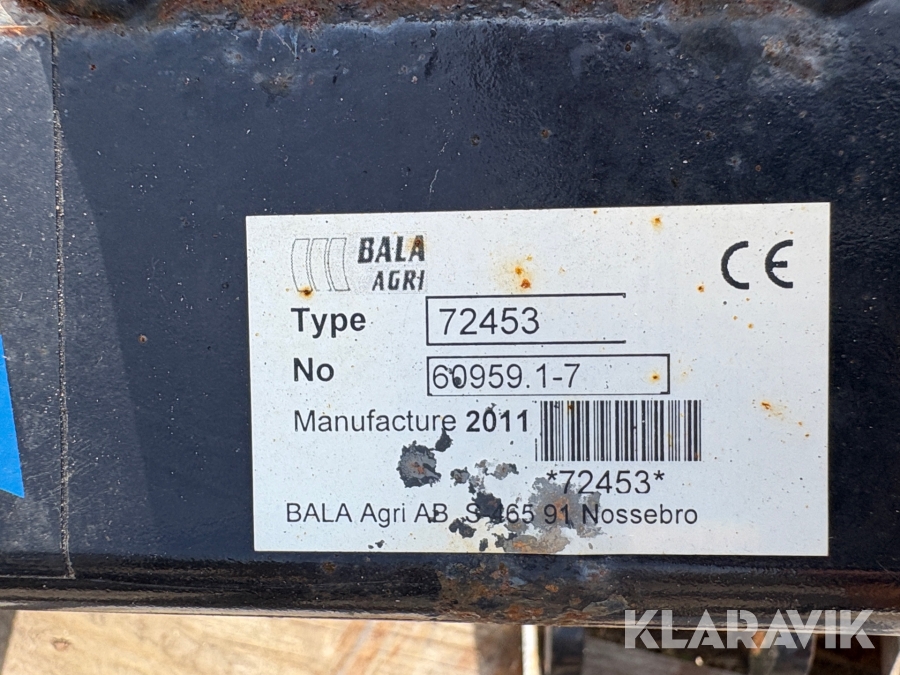 BALA
AGRI
CE
Type 72453
No 60959.1-7
Manufacture 2011
*72453*
BALA Agri AB S-465 91 Nossebro
KLARAVIK